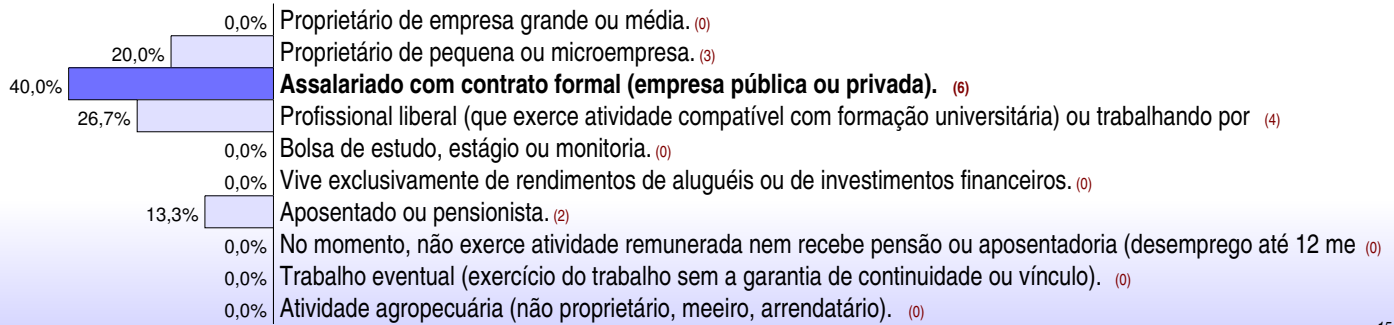 0,0% Proprietário de empresa grande ou média. (0)
20,0% Proprietário de pequena ou microempresa. (3)
40,0% Assalariado com contrato formal (empresa pública ou privada). (6)
26,7% Profissional liberal (que exerce atividade compatível com formação universitária) ou trabalhando por (4)
0,0% Bolsa de estudo, estágio ou monitoria. (0)
0,0% Vive exclusivamente de rendimentos de aluguéis ou de investimentos financeiros. (0)
13,3% Aposentado ou pensionista. (2)
0,0% No momento, não exerce atividade remunerada nem recebe pensão ou aposentadoria (desemprego até 12 me (0)
0,0% Trabalho eventual (exercício do trabalho sem a garantia de continuidade ou vínculo). (0)
0,0% Atividade agropecuária (não proprietário, meeiro, arrendatário). (0)